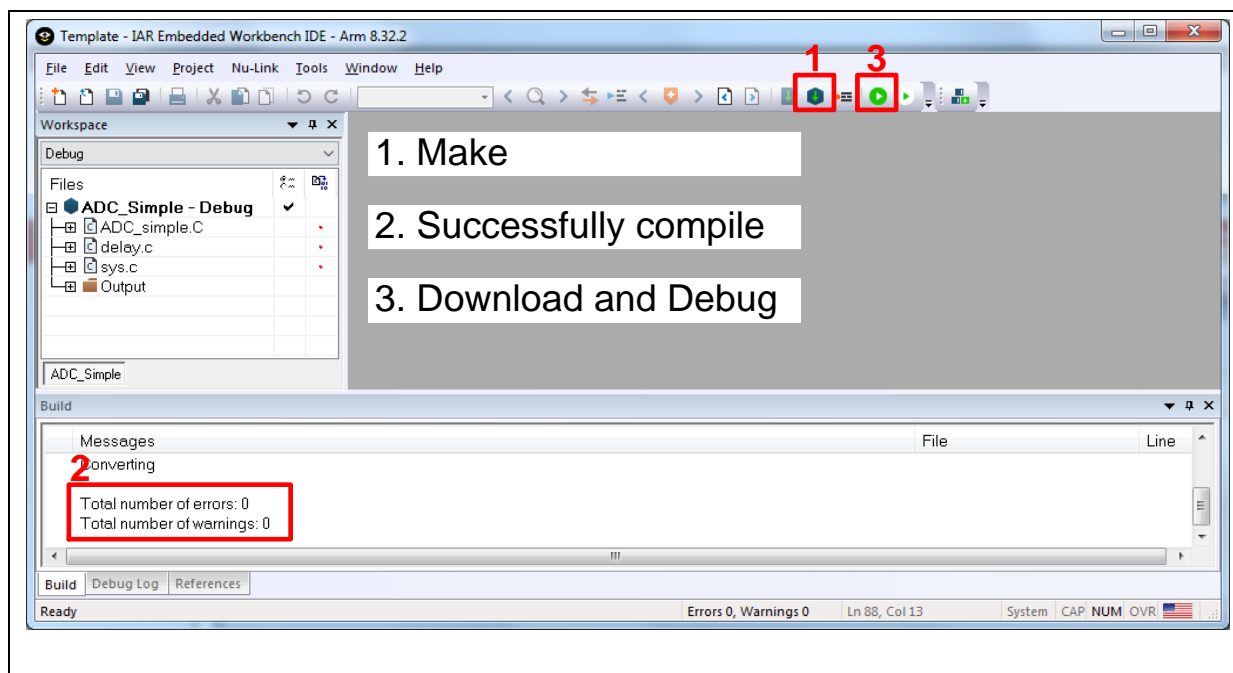 Template - IAR Embedded Workbench IDE - Arm 8.32.2
File Edit View Project Nu-Link Tools Window Help
1 3
Workspace
Debug
Files
ADC_Simple - Debug
ADC_simple.C
delay.c
sys.c
Output
ADC_Simple
1. Make
2. Successfully compile
3. Download and Debug
Build
Messages File Line
Converting
2
Total number of errors: 0
Total number of warnings: 0
Build Debug Log References
Ready Errors 0, Warnings 0 Ln 88, Col 13 System CAP NUM OVR